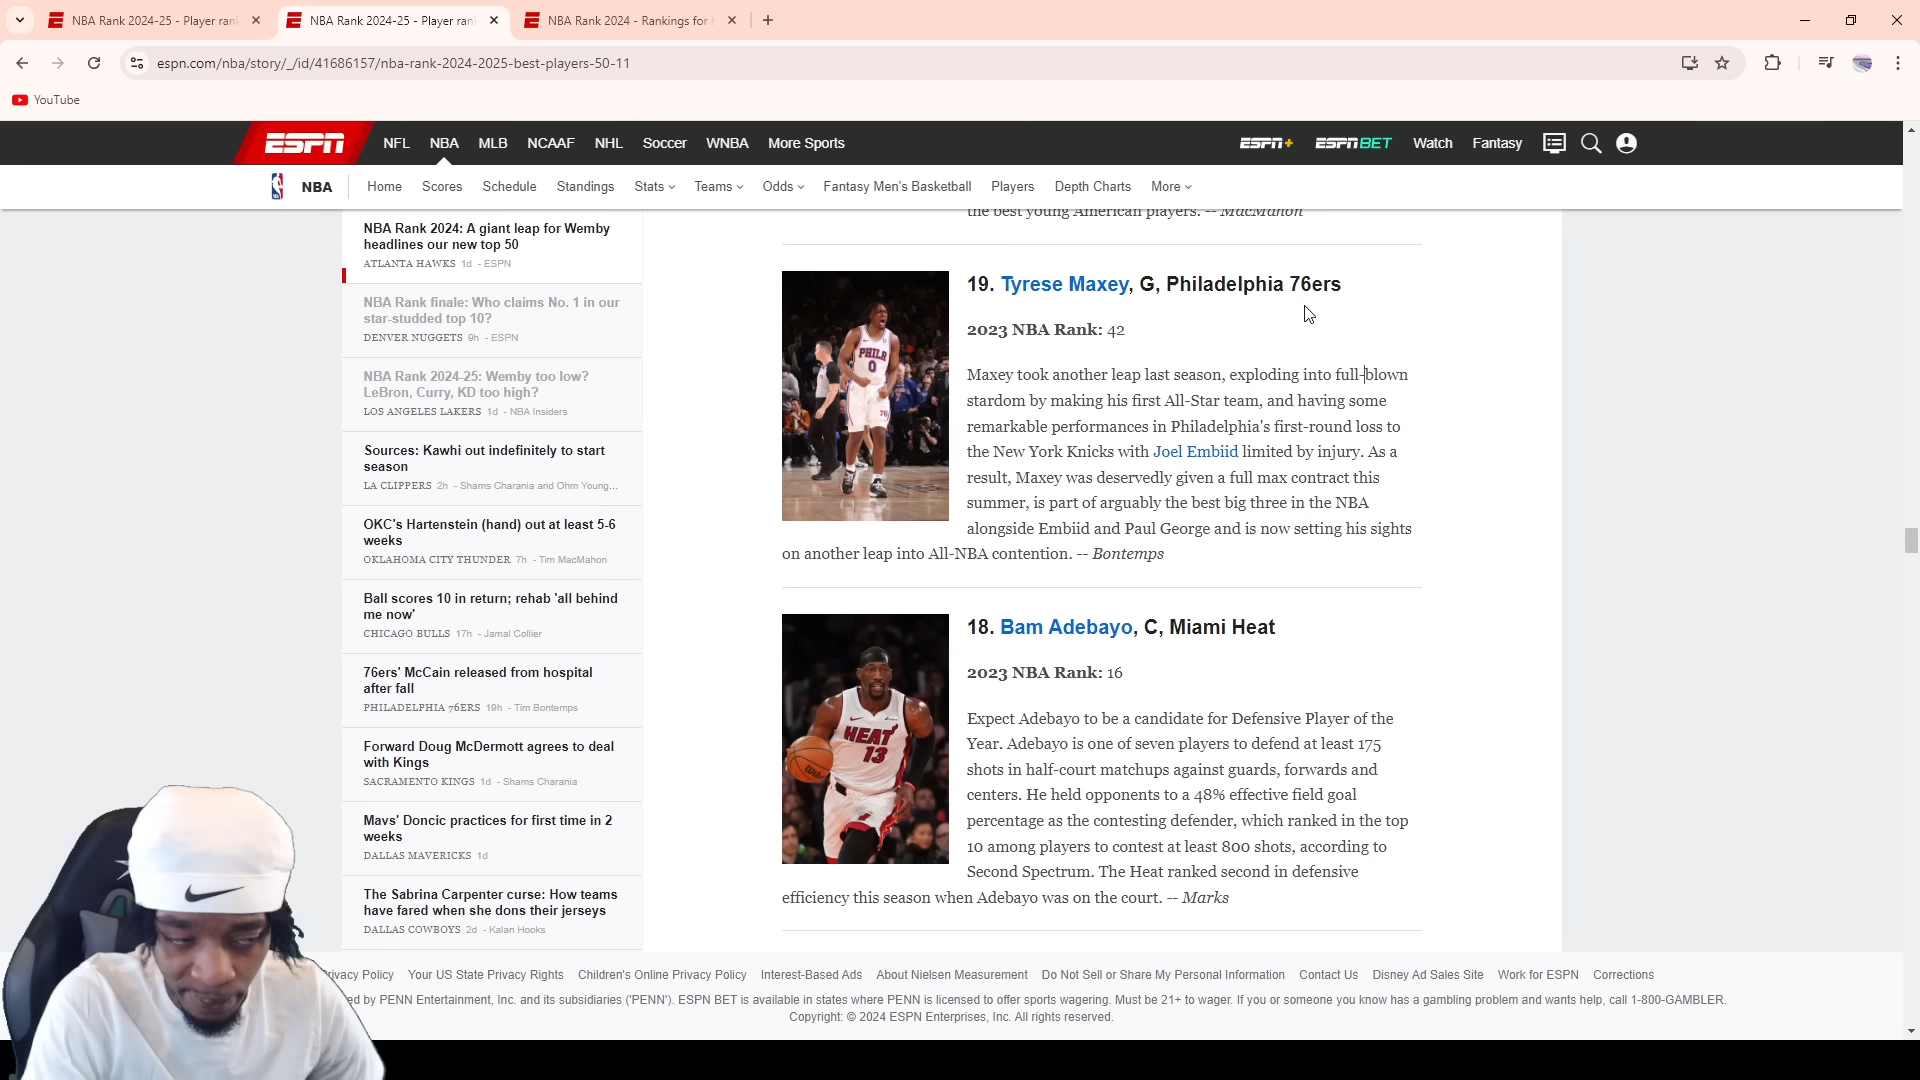 NBA Rank 2024-25 - Player ran
NBA Rank 2024-25 - Player rank
NBA Rank 2024 - Rankings for t
espn.com/nba/story/_/id/41686157/nba-rank-2024-2025-best-players-50-11
YouTube
ESPN
NFL
NBA
MLB
NCAAF
NHL
Soccer
WNBA
More Sports
ESPN+
ESPN BET
Watch
Fantasy
NBA
Home
Scores
Schedule
Standings
Stats
Teams
Odds
Fantasy Men's Basketball
Players
Depth Charts
More
NBA Rank 2024: A giant leap for Wemby
headlines our new top 50
ATLANTA HAWKS 1d - ESPN
NBA Rank finale: Who claims No. 1 in our
star-studded top 10?
DENVER NUGGETS 9h - ESPN
NBA Rank 2024-25: Wemby too low?
LeBron, Curry, KD too high?
LOS ANGELES LAKERS 1d - NBA Insiders
Sources: Kawhi out indefinitely to start
season
LA CLIPPERS 2h - Shams Charania and Ohm Young...
OKC's Hartenstein (hand) out at least 5-6
weeks
OKLAHOMA CITY THUNDER 7h - Tim MacMahon
Ball scores 10 in return; rehab 'all behind
me now'
CHICAGO BULLS 17h - Jamal Collier
76ers' McCain released from hospital
after fall
PHILADELPHIA 76ERS 19h - Tim Bontemps
Forward Doug McDermott agrees to deal
with Kings
SACRAMENTO KINGS 1d - Shams Charania
Mavs' Doncic practices for first time in 2
weeks
DALLAS MAVERICKS 1d
The Sabrina Carpenter curse: How teams
have fared when she dons their jerseys
DALLAS COWBOYS 2d - Kalan Hooks
the best young American players. -- MacMahon
19. Tyrese Maxey, G, Philadelphia 76ers
2023 NBA Rank: 42
Maxey took another leap last season, exploding into full-blown
stardom by making his first All-Star team, and having some
remarkable performances in Philadelphia's first-round loss to
the New York Knicks with Joel Embiid limited by injury. As a
result, Maxey was deservedly given a full max contract this
summer, is part of arguably the best big three in the NBA
alongside Embiid and Paul George and is now setting his sights
on another leap into All-NBA contention. -- Bontemps
PHILA
0
18. Bam Adebayo, C, Miami Heat
2023 NBA Rank: 16
Expect Adebayo to be a candidate for Defensive Player of the
Year. Adebayo is one of seven players to defend at least 175
shots in half-court matchups against guards, forwards and
centers. He held opponents to a 48% effective field goal
percentage as the contesting defender, which ranked in the top
10 among players to contest at least 800 shots, according to
Second Spectrum. The Heat ranked second in defensive
efficiency this season when Adebayo was on the court. -- Marks
HEAT
13
rivacy Policy
Your US State Privacy Rights
Children's Online Privacy Policy
Interest-Based Ads
About Nielsen Measurement
Do Not Sell or Share My Personal Information
Contact Us
Disney Ad Sales Site
Work for ESPN
Corrections
ed by PENN Entertainment, Inc. and its subsidiaries ('PENN'). ESPN BET is available in states where PENN is licensed to offer sports wagering. Must be 21+ to wager. If you or someone you know has a gambling problem and wants help, call 1-800-GAMBLER.
Copyright: © 2024 ESPN Enterprises, Inc. All rights reserved.